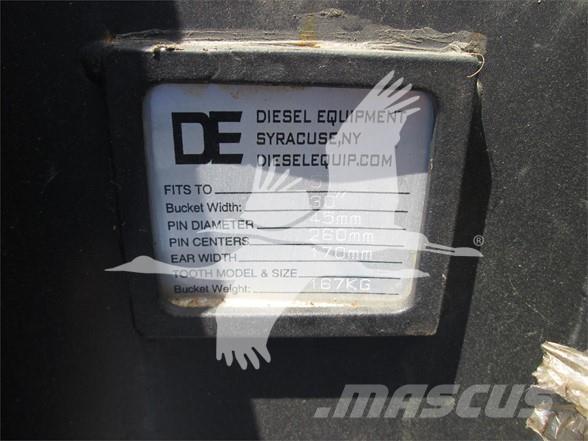 DE
DIESEL EQUIPMENT
SYRACUSE,NY
DIESELEQUIP.COM
FITS TO
Bucket Width: 30"
PIN DIAMETER 45mm
PIN CENTERS 260mm
EAR WIDTH 170mm
TOOTH MODEL & SIZE
Bucket Weight: 167KG
®
MASCUS